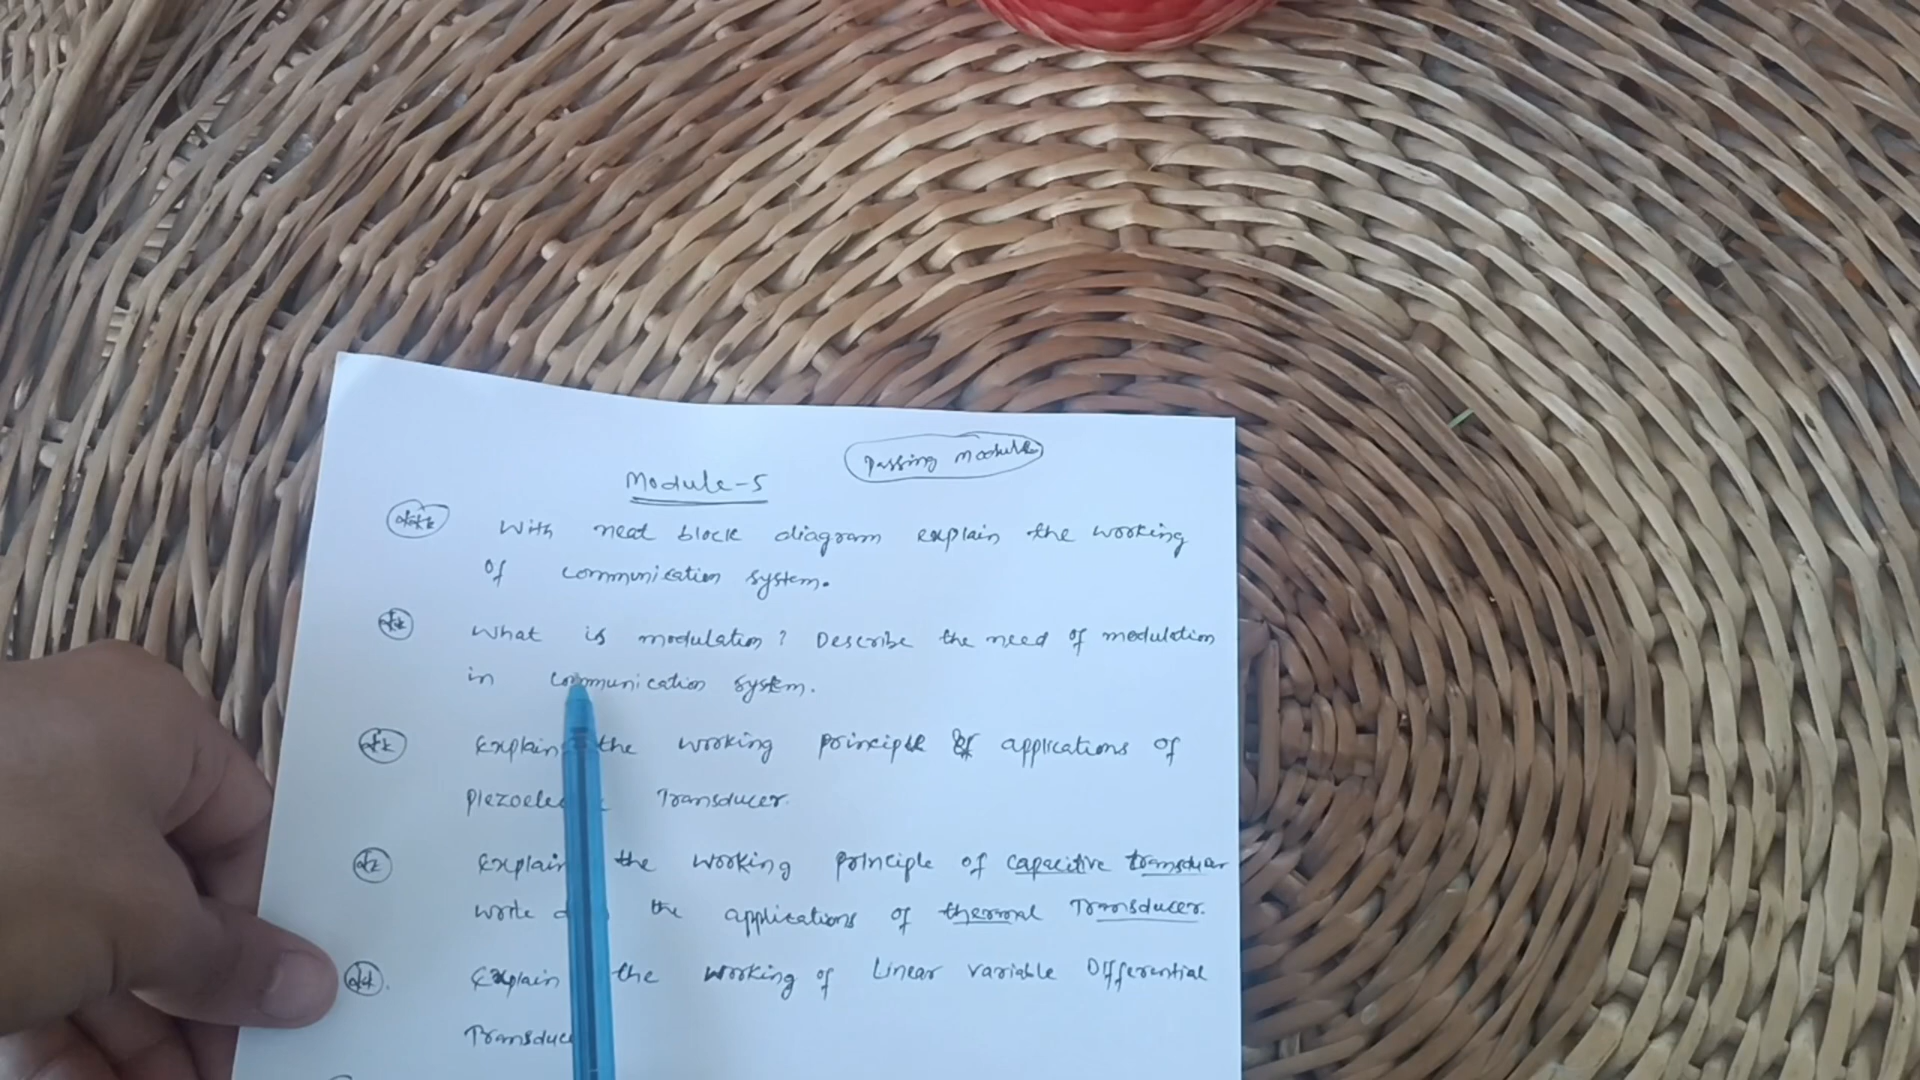 Passing module
Module-5
*** With neat block diagram explain the working
of communication system.
** What is modulation? Describe the need of modulation
in communication system.
** Explain the working principle & applications of
Transducer.
Explain the working principle of capacitive transducer
write the applications of thermal Transducer.
** Explain the working of Linear variable Differential